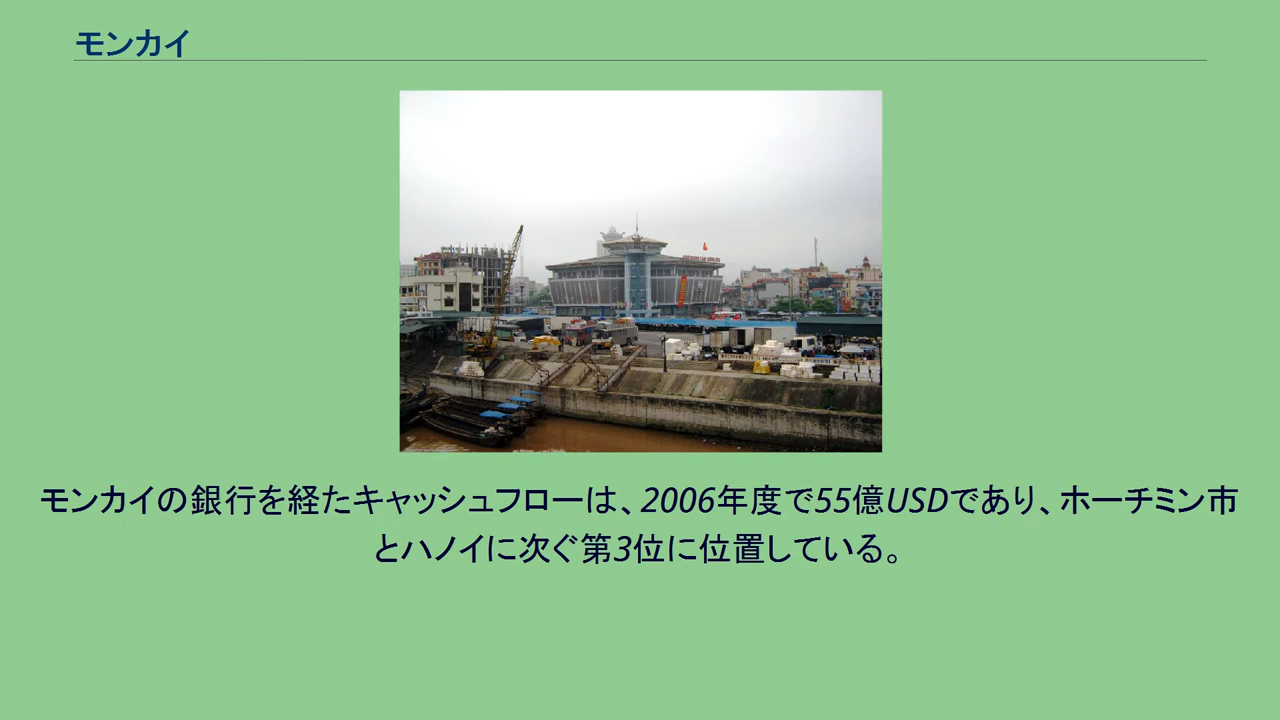 モンカイ
モンカイの銀行を経たキャッシュフローは、2006年度で55億USDであり、ホーチミン市
とハノイに次ぐ第3位に位置している。